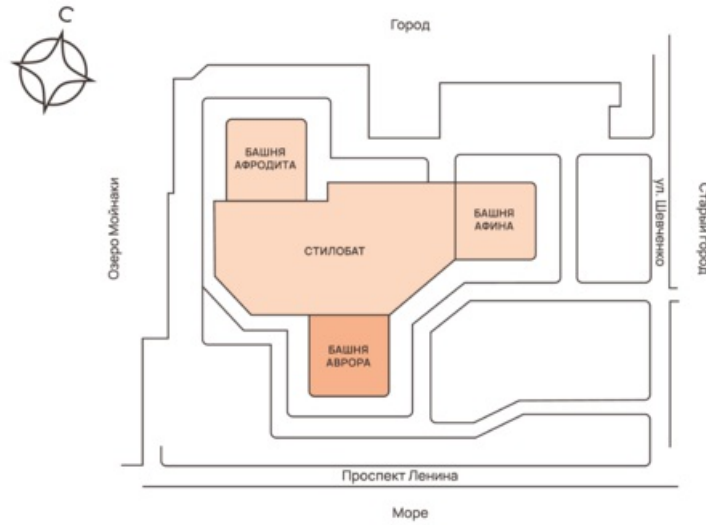 С
Город
БАШНЯ
АФРОДИТА
Озеро Мойнаки
СТИЛОБАТ
БАШНЯ
АФИНА
ул. Шевченко
Старый город
БАШНЯ
АВРОРА
Проспект Ленина
Море